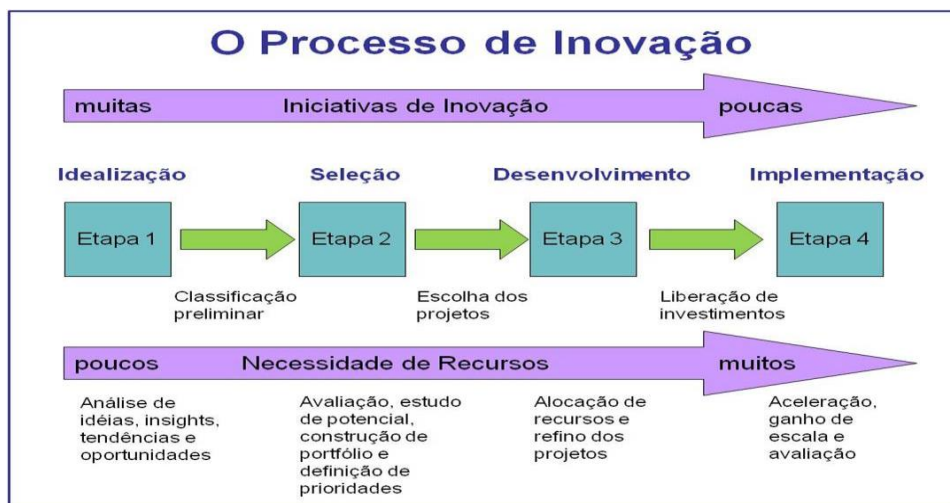 O Processo de Inovação
muitas Iniciativas de Inovação poucas
Idealização Seleção Desenvolvimento Implementação
Etapa 1 Etapa 2 Etapa 3 Etapa 4
Classificação
preliminar
Escolha dos
projetos
Liberação de
investimentos
poucos Necessidade de Recursos muitos
Análise de
idéias, insights,
tendências e
oportunidades
Avaliação, estudo
de potencial,
construção de
portfólio e
definição de
prioridades
Alocação de
recursos e
refino dos
projetos
Aceleração,
ganho de
escala e
avaliação